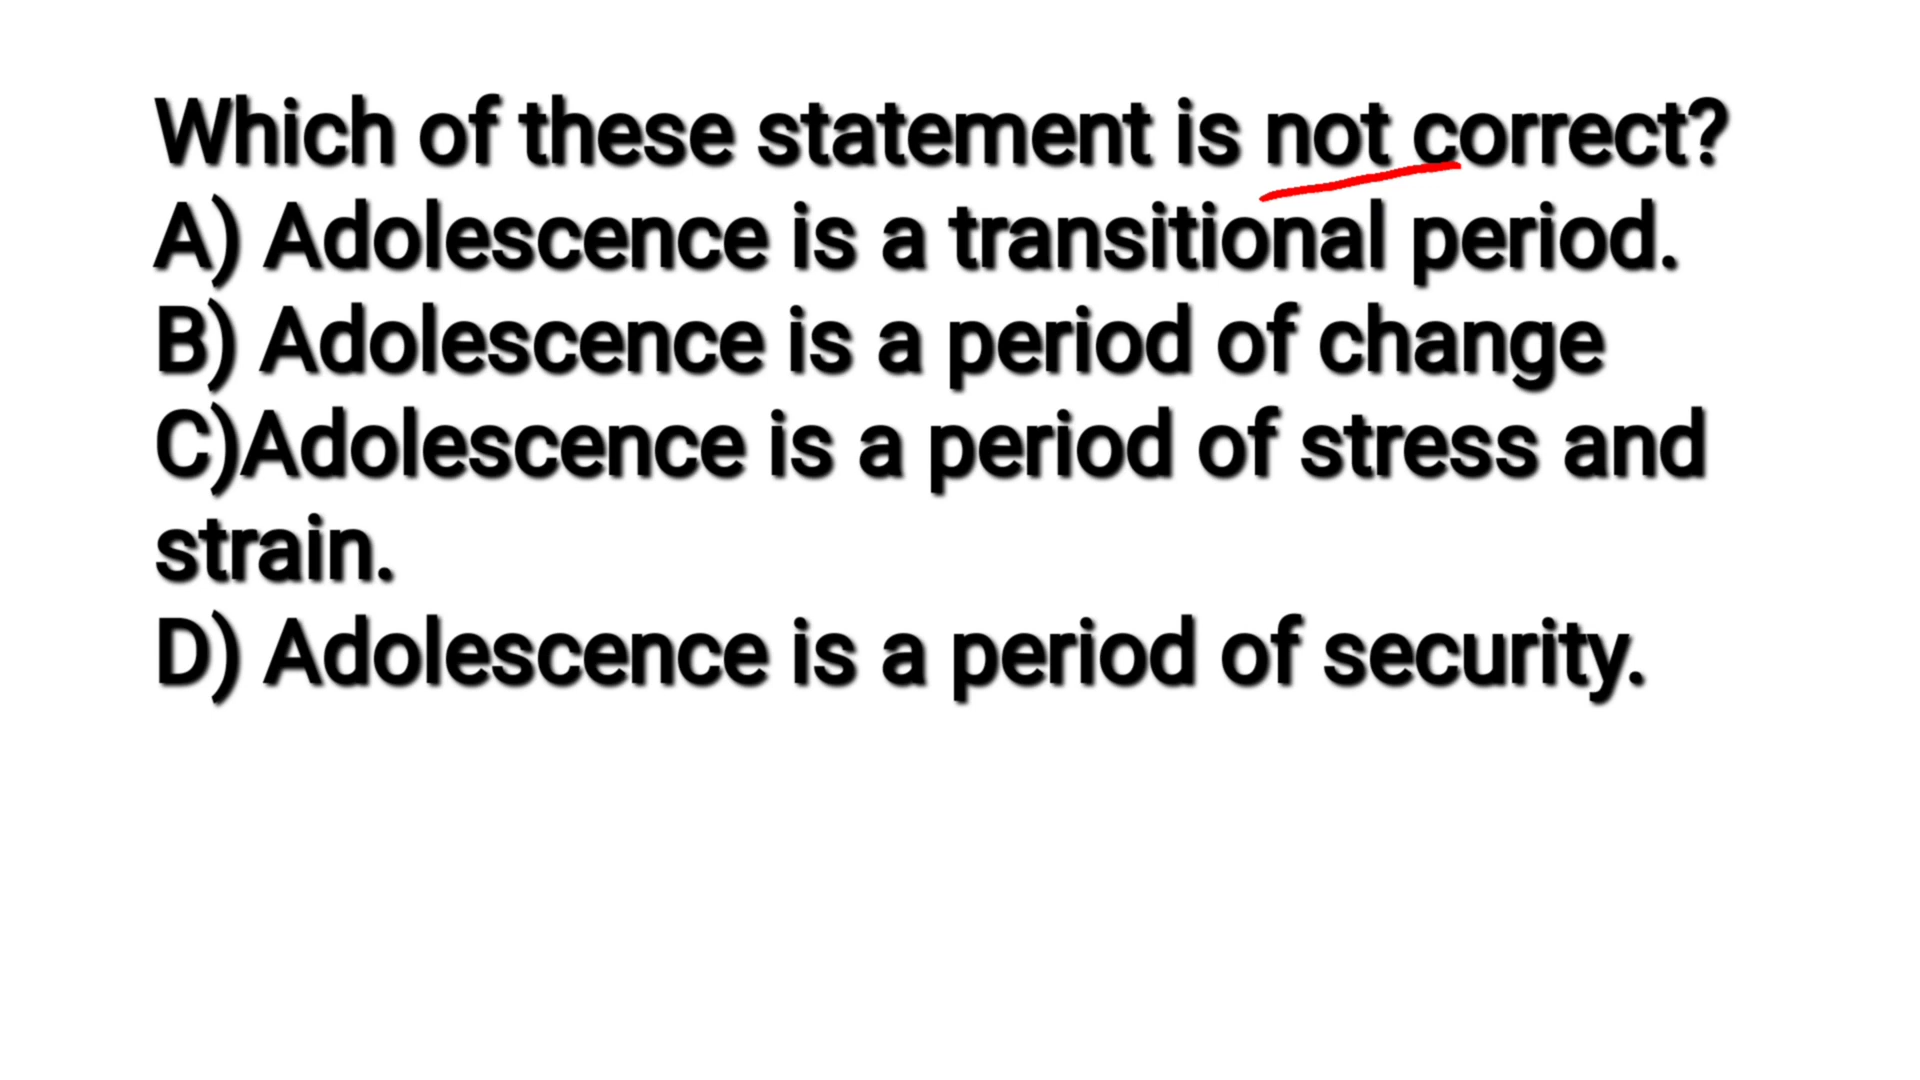 Which of these statement is not correct?
A) Adolescence is a transitional period.
B) Adolescence is a period of change
C)Adolescence is a period of stress and
strain.
D) Adolescence is a period of security.